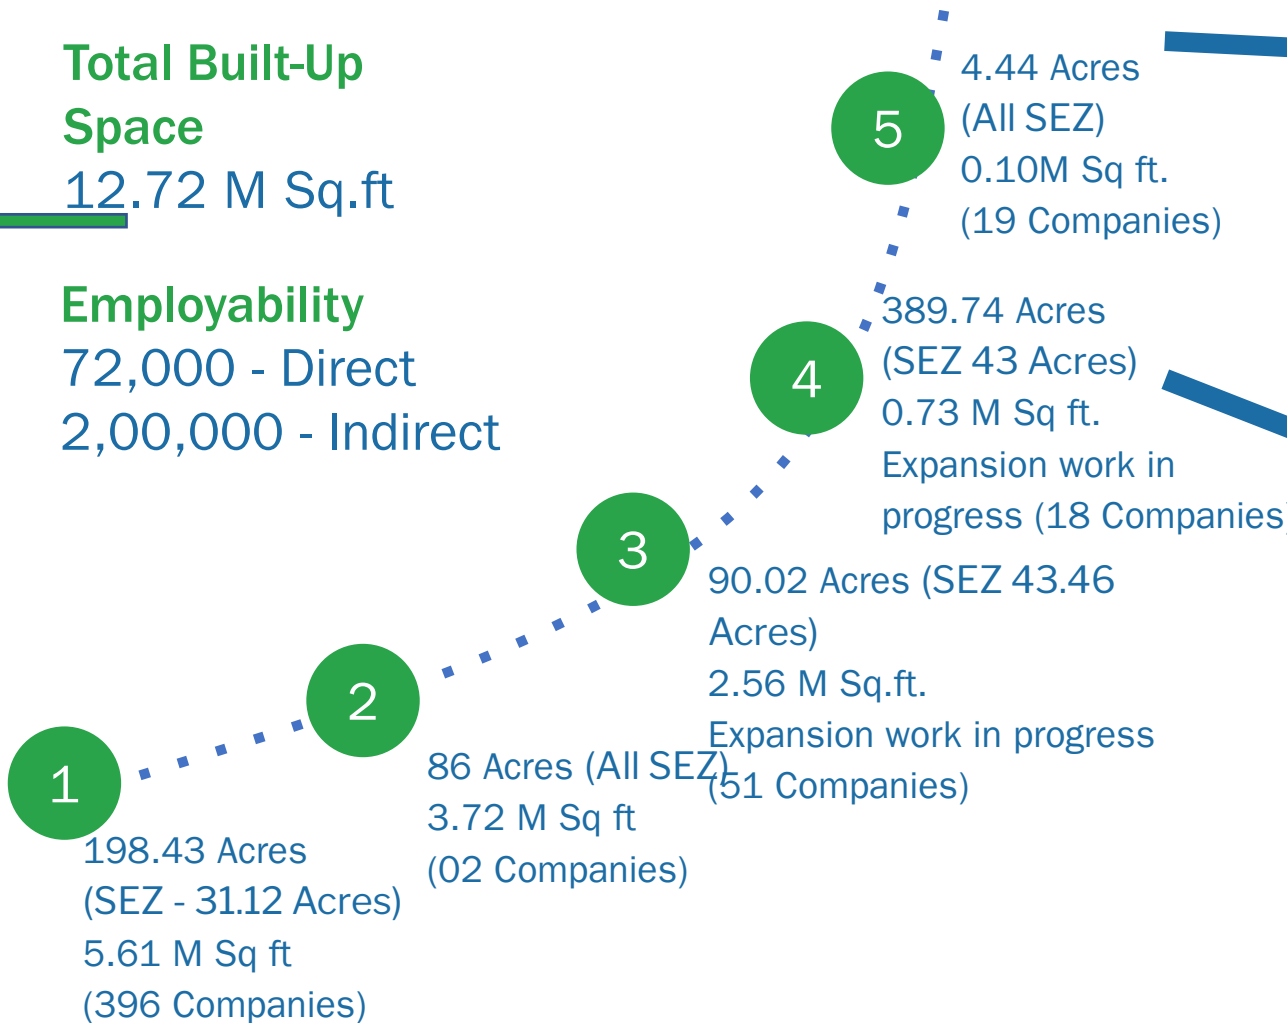 Total Built-Up
Space
12.72 M Sq.ft
Employability
72,000 - Direct
2,00,000 - Indirect
5
4.44 Acres
(All SEZ)
0.10M Sq ft.
(19 Companies)
4
389.74 Acres
(SEZ 43 Acres)
0.73 M Sq ft.
Expansion work in
progress (18 Companies)
3
90.02 Acres (SEZ 43.46
Acres)
2.56 M Sq.ft.
Expansion work in progress
(51 Companies)
2
86 Acres (All SEZ)
3.72 M Sq ft
(02 Companies)
1
198.43 Acres
(SEZ - 31.12 Acres)
5.61 M Sq ft
(396 Companies)